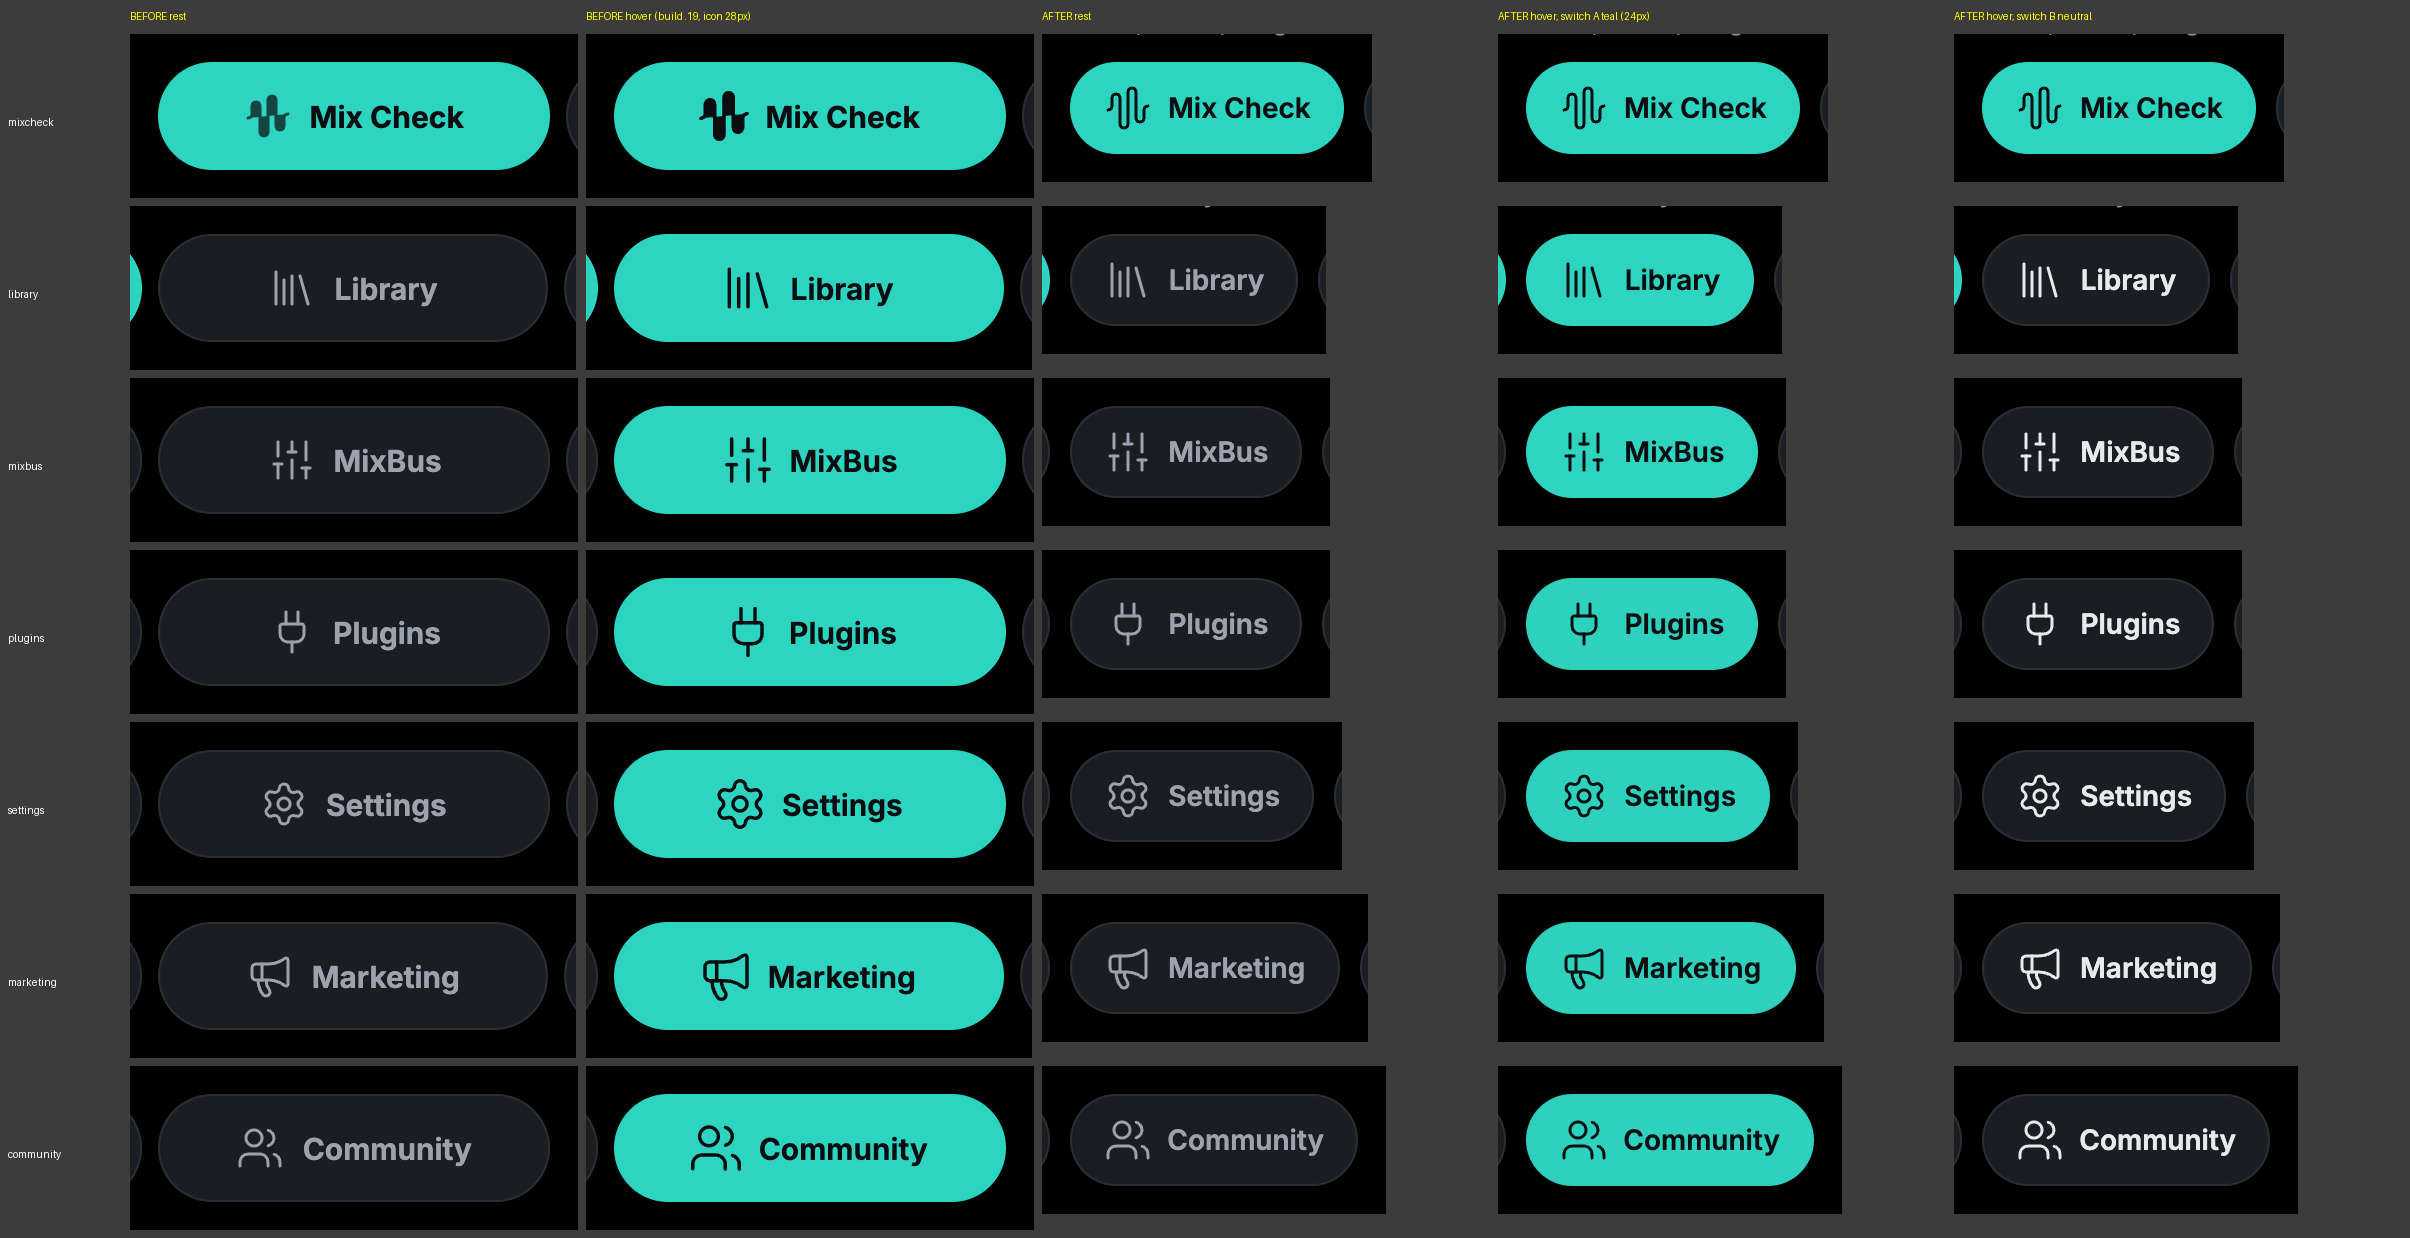 BEFORE rest BEFORE hover (build .19, icon 28px) AFTER rest AFTER hover, switch A teal (24px) AFTER hover, switch B neutral
mixcheck Mix Check Mix Check Mix Check Mix Check Mix Check
library Library Library Library Library Library
mixbus MixBus MixBus MixBus MixBus MixBus
plugins Plugins Plugins Plugins Plugins Plugins
settings Settings Settings Settings Settings Settings
marketing Marketing Marketing Marketing Marketing Marketing
community Community Community Community Community Community